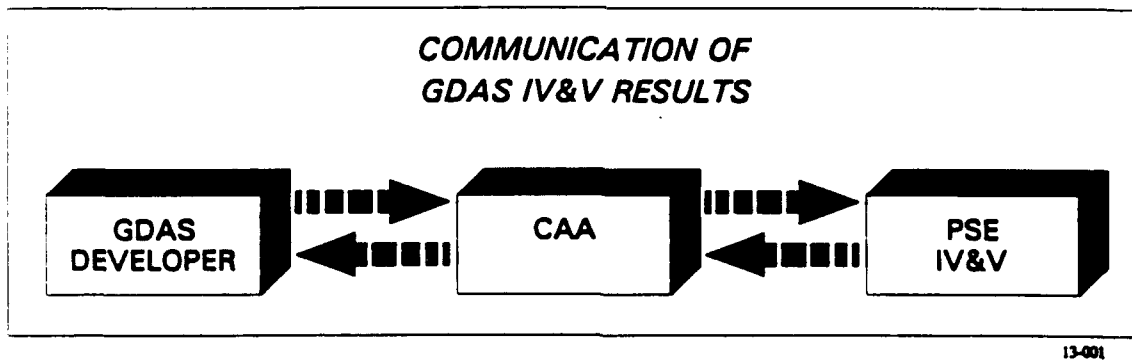 COMMUNICATION OF
GDAS IV&V RESULTS
GDAS
DEVELOPER
CAA
PSE
IV&V
13-001